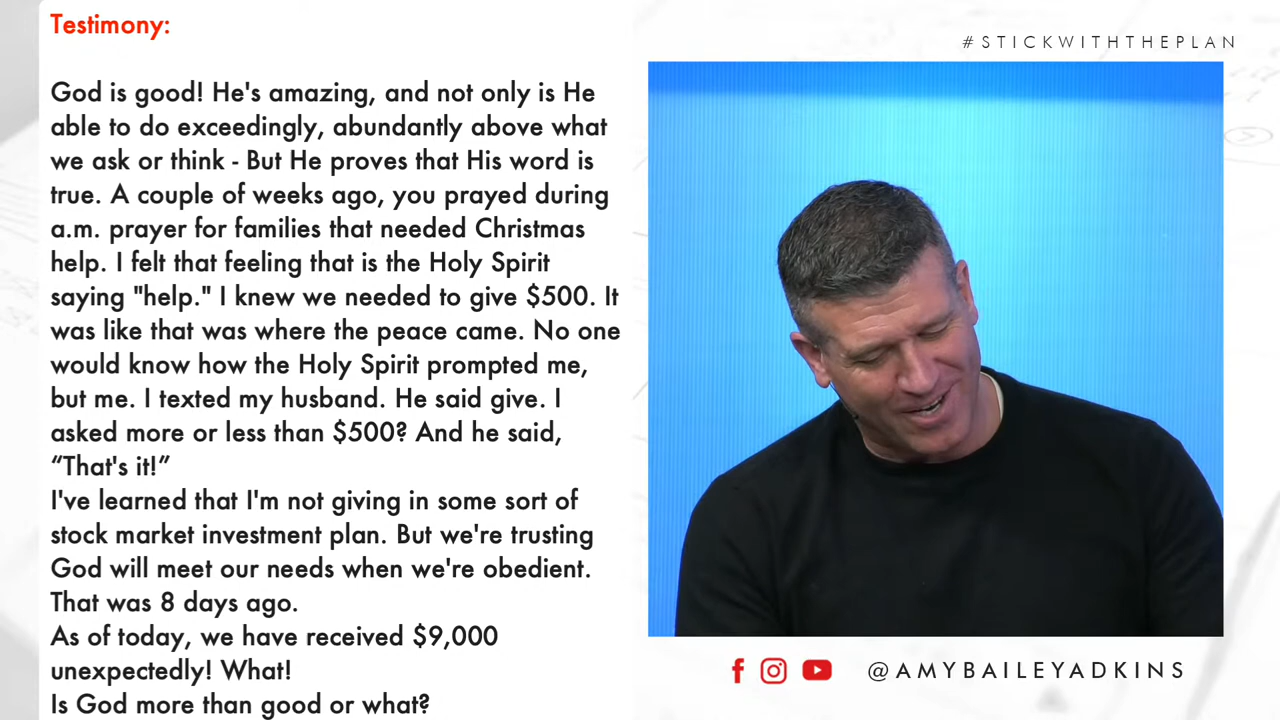 Testimony:
God is good! He's amazing, and not only is He
able to do exceedingly, abundantly above what
we ask or think - But He proves that His word is
true. A couple of weeks ago, you prayed during
a.m. prayer for families that needed Christmas
help. I felt that feeling that is the Holy Spirit
saying "help." I knew we needed to give $500. It
was like that was where the peace came. No one
would know how the Holy Spirit prompted me,
but me. I texted my husband. He said give. I
asked more or less than $500? And he said,
“That's it!”
I've learned that I'm not giving in some sort of
stock market investment plan. But we're trusting
God will meet our needs when we're obedient.
That was 8 days ago.
As of today, we have received $9,000
unexpectedly! What!
Is God more than good or what?
#STICKWITHTHEPLAN
@AMYBAILEYADKINS